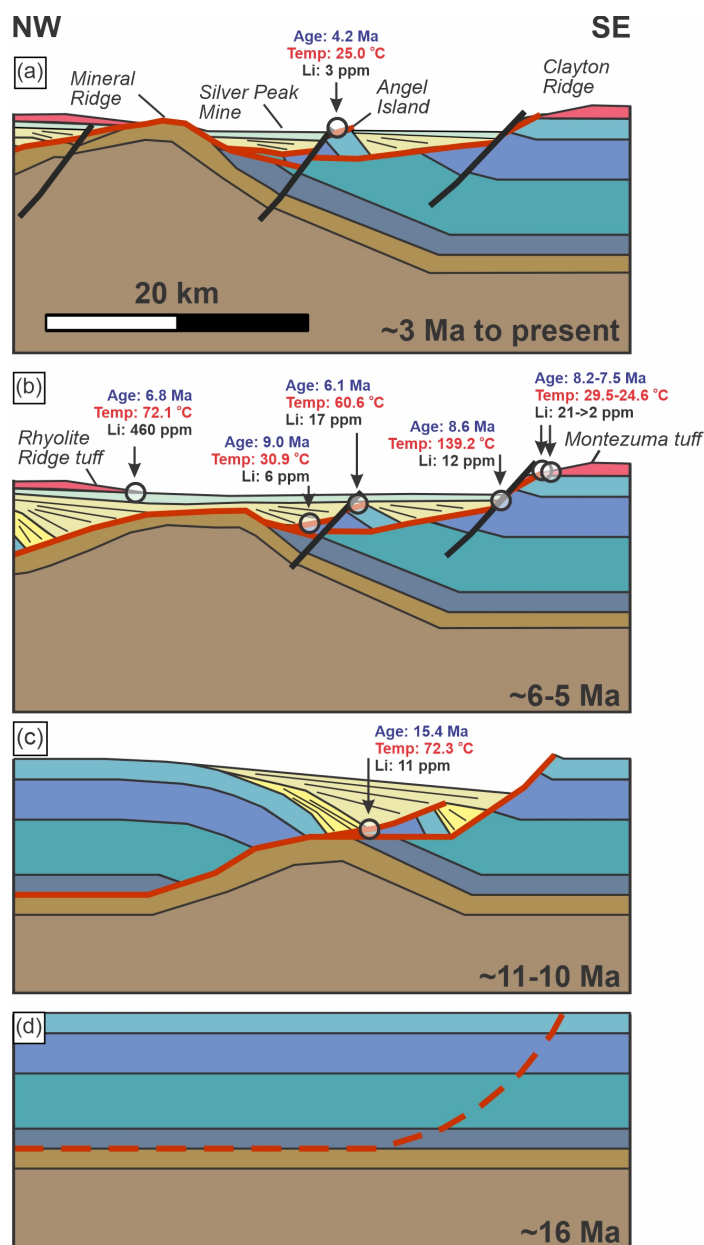 NW
SE
(a)
Age: 4.2 Ma
Temp: 25.0 °C
Li: 3 ppm
Mineral
Ridge
Silver Peak
Mine
Angel
Island
Clayton
Ridge
20 km
~3 Ma to present
(b)
Age: 6.8 Ma
Temp: 72.1 °C
Li: 460 ppm
Age: 6.1 Ma
Temp: 60.6 °C
Li: 17 ppm
Age: 8.2-7.5 Ma
Temp: 29.5-24.6 °C
Li: 21->2 ppm
Age: 9.0 Ma
Temp: 30.9 °C
Li: 6 ppm
Age: 8.6 Ma
Temp: 139.2 °C
Li: 12 ppm
Rhyolite
Ridge tuff
Montezuma tuff
~6-5 Ma
(c)
Age: 15.4 Ma
Temp: 72.3 °C
Li: 11 ppm
~11-10 Ma
(d)
~16 Ma